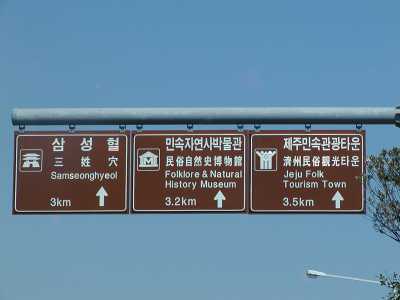 삼성혈
三姓穴
Samseonghyeol
3km
민속자연사박물관
民俗自然史博物館
Folklore & Natural
History Museum
3.2km
제주민속관광타운
濟州民俗觀光타운
Jeju Folk
Tourism Town
3.5km